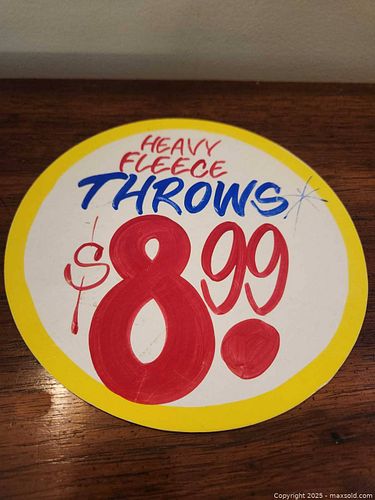 HEAVY
FLEECE
THROWS
$8.99
Copyright 2025 - maxsold.com